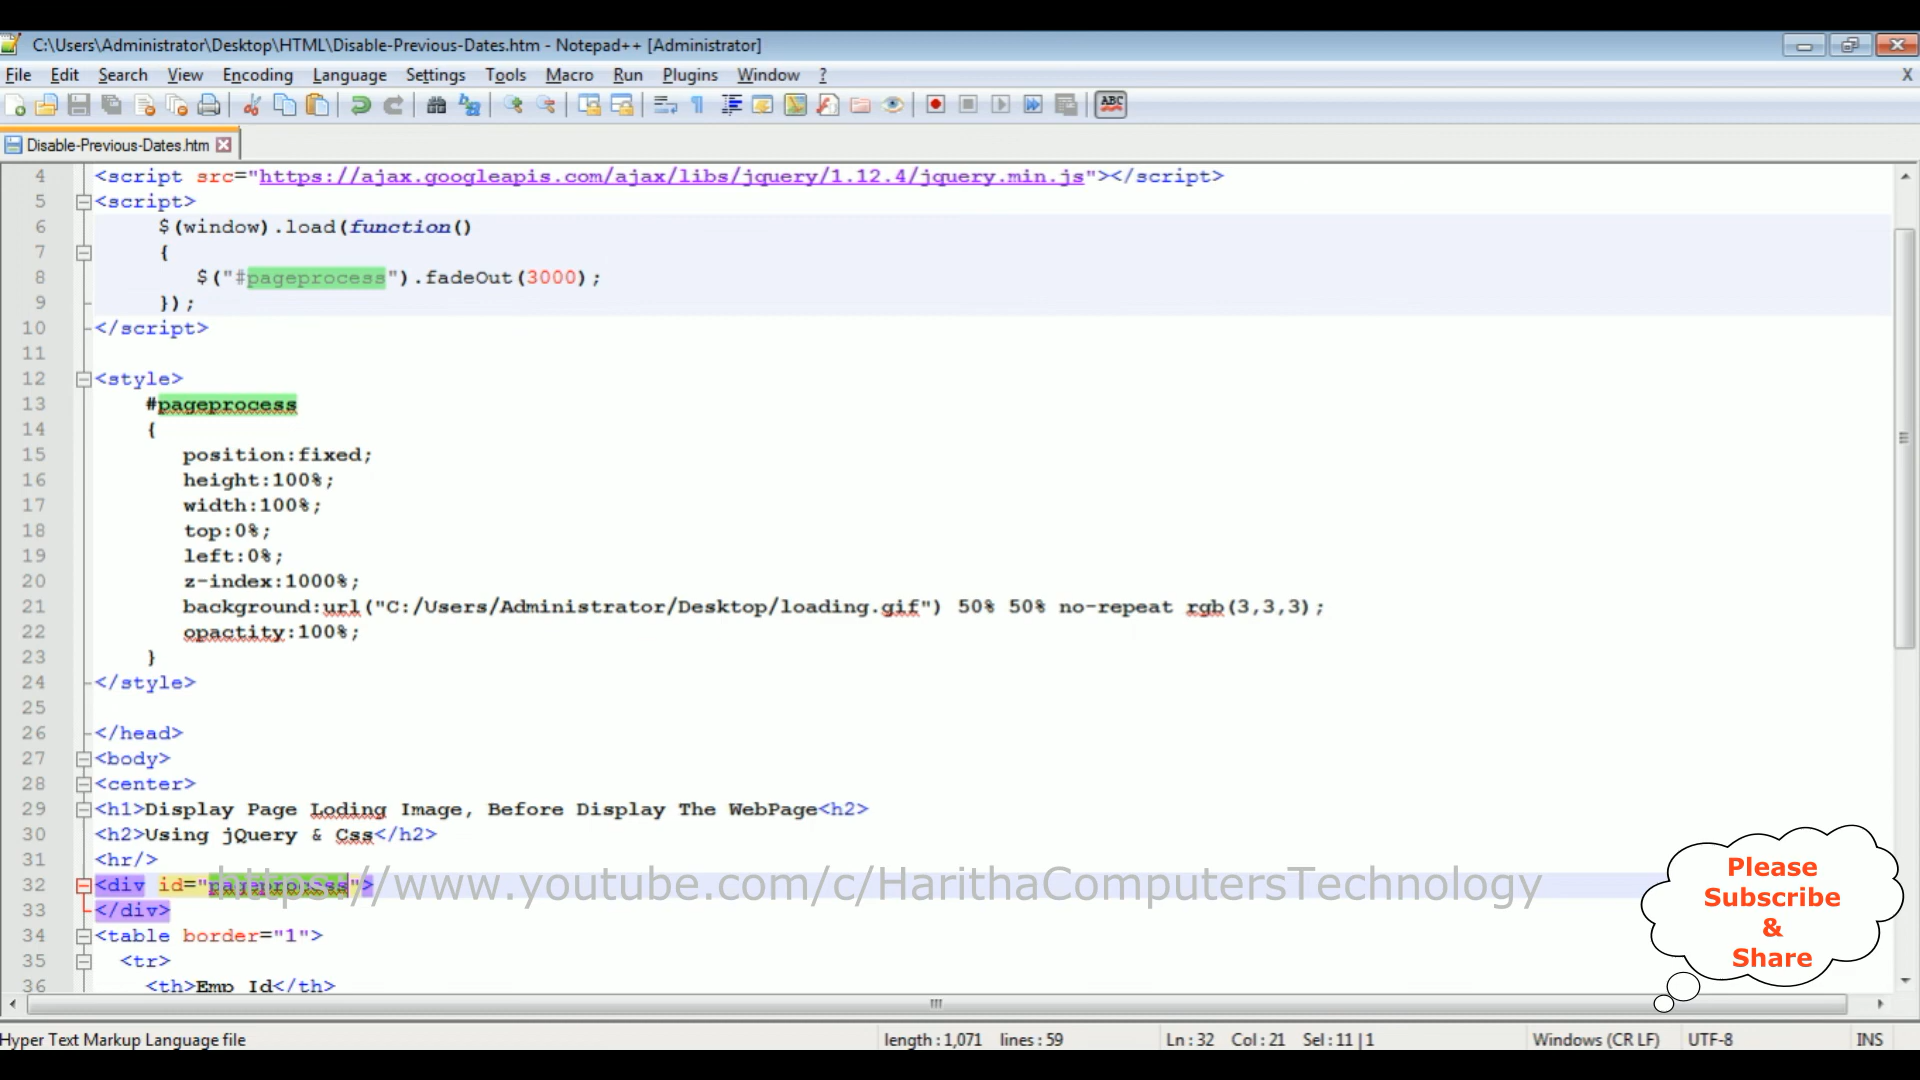 C:\Users\Administrator\Desktop\HTML\Disable-Previous-Dates.htm - Notepad++ [Administrator]
File Edit Search View Encoding Language Settings Tools Macro Run Plugins Window ? X
ABC
Disable-Previous-Dates.htm
4 <script src="https://ajax.googleapis.com/ajax/libs/jquery/1.12.4/jquery.min.js"></script>
5 <script>
6 $(window).load(function()
7 {
8 $("#pageprocess").fadeOut(3000);
9 });
10 </script>
11
12 <style>
13 #pageprocess
14 {
15 position:fixed;
16 height:100%;
17 width:100%;
18 top:0%;
19 left:0%;
20 z-index:1000%;
21 background:url("C:/Users/Administrator/Desktop/loading.gif") 50% 50% no-repeat rgb(3,3,3);
22 opactity:100%;
23 }
24 </style>
25
26 </head>
27 <body>
28 <center>
29 <h1>Display Page Loding Image, Before Display The WebPage<h2>
30 <h2>Using jQuery & Css</h2>
31 <hr/>
32 <div id="pageprocess">
https://www.youtube.com/c/HarithaComputersTechnology
33 </div>
34 <table border="1">
35 <tr>
36 <th>Emp Id</th>
Please
Subscribe
&
Share
Hyper Text Markup Language file length : 1,071 lines : 59 Ln : 32 Col : 21 Sel : 11 | 1 Windows (CR LF) UTF-8 INS